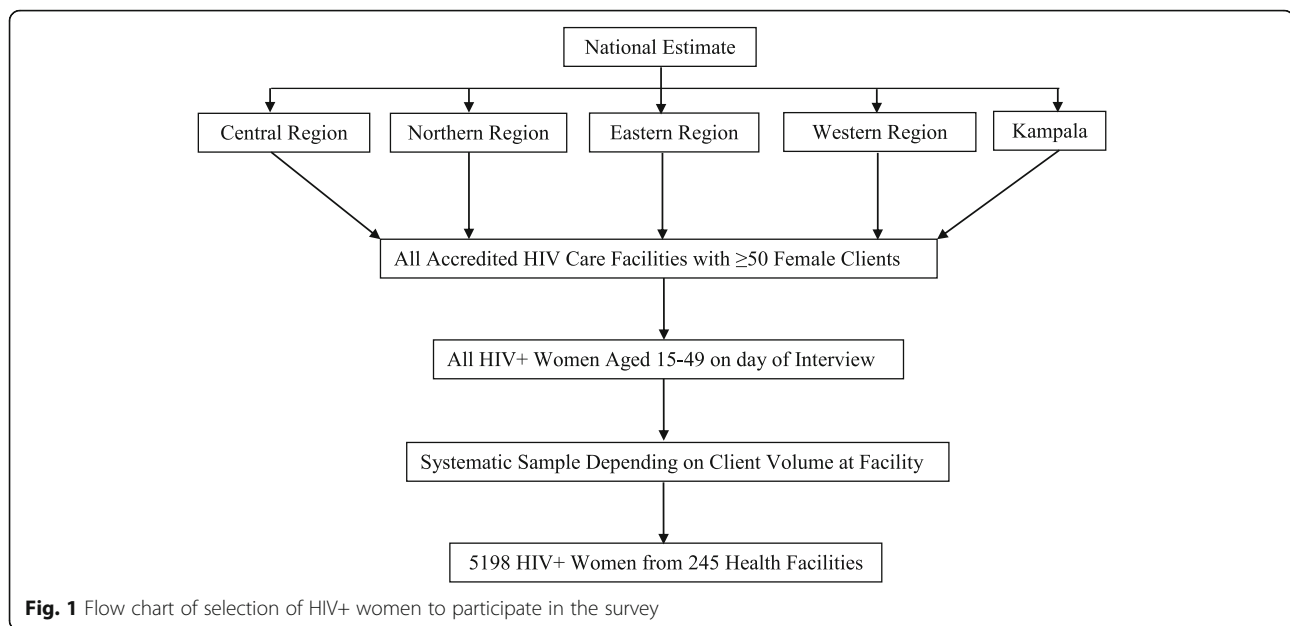 National Estimate
Central Region
Northern Region
Eastern Region
Western Region
Kampala
All Accredited HIV Care Facilities with ≥50 Female Clients
All HIV+ Women Aged 15-49 on day of Interview
Systematic Sample Depending on Client Volume at Facility
5198 HIV+ Women from 245 Health Facilities
Fig. 1 Flow chart of selection of HIV+ women to participate in the survey